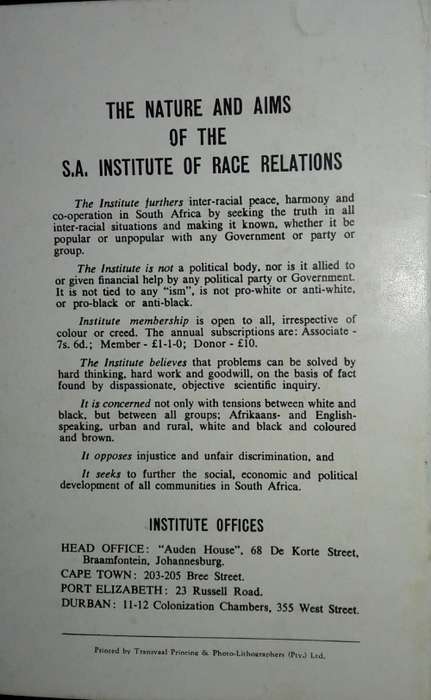 THE NATURE AND AIMS
OF THE
S.A. INSTITUTE OF RACE RELATIONS
The Institute furthers inter-racial peace, harmony and
co-operation in South Africa by seeking the truth in all
inter-racial situations and making it known, whether it be
popular or unpopular with any Government or party or
group.
The Institute is not a political body, nor is it allied to
or given financial help by any political party or Government.
It is not tied to any "ism", is not pro-white or anti-white,
or pro-black or anti-black.
Institute membership is open to all, irrespective of
colour or creed. The annual subscriptions are: Associate -
7s. 6d.; Member - £1-1-0; Donor - £10.
The Institute believes that problems can be solved by
hard thinking, hard work and goodwill, on the basis of fact
found by dispassionate, objective scientific inquiry.
It is concerned not only with tensions between white and
black, but between all groups; Afrikaans- and English-
speaking, urban and rural, white and black and coloured
and brown.
It opposes injustice and unfair discrimination, and
It seeks to further the social, economic and political
development of all communities in South Africa.
INSTITUTE OFFICES
HEAD OFFICE: "Auden House", 68 De Korte Street,
Braamfontein, Johannesburg.
CAPE TOWN: 203-205 Bree Street.
PORT ELIZABETH: 23 Russell Road.
DURBAN: 11-12 Colonization Chambers, 355 West Street.
Printed by Transvaal Printing & Photo-Lithographers (Pty.) Ltd.